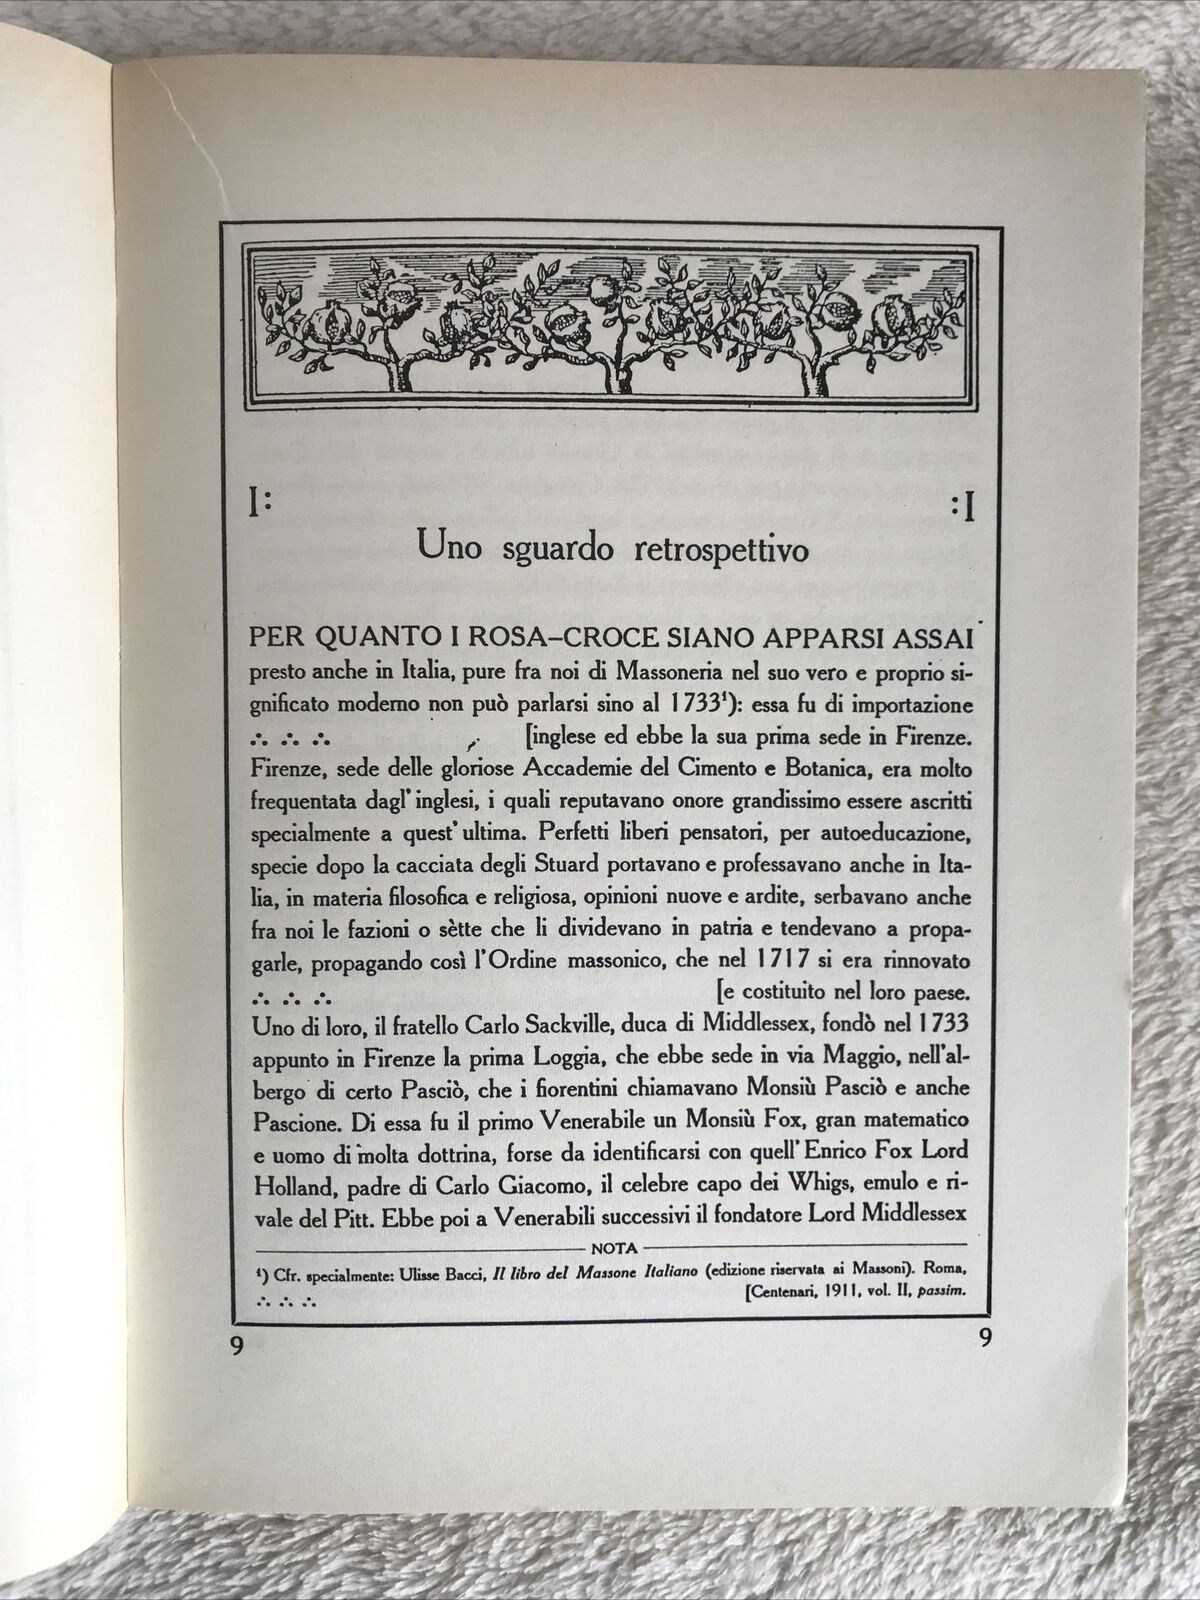 I: :I
Uno sguardo retrospettivo
PER QUANTO I ROSA-CROCE SIANO APPARSI ASSAI
presto anche in Italia, pure fra noi di Massoneria nel suo vero e proprio si-
gnificato moderno non può parlarsi sino al 1733¹): essa fu di importazione
∴ ∴ ∴ [inglese ed ebbe la sua prima sede in Firenze.
Firenze, sede delle gloriose Accademie del Cimento e Botanica, era molto
frequentata dagl'inglesi, i quali reputavano onore grandissimo essere ascritti
specialmente a quest'ultima. Perfetti liberi pensatori, per autoeducazione,
specie dopo la cacciata degli Stuard portavano e professavano anche in Ita-
lia, in materia filosofica e religiosa, opinioni nuove e ardite, serbavano anche
fra noi le fazioni o sètte che li dividevano in patria e tendevano a propa-
garle, propagando così l'Ordine massonico, che nel 1717 si era rinnovato
∴ ∴ ∴ [e costituito nel loro paese.
Uno di loro, il fratello Carlo Sackville, duca di Middlessex, fondò nel 1733
appunto in Firenze la prima Loggia, che ebbe sede in via Maggio, nell'al-
bergo di certo Pasciò, che i fiorentini chiamavano Monsiù Pasciò e anche
Pascione. Di essa fu il primo Venerabile un Monsiù Fox, gran matematico
e uomo di molta dottrina, forse da identificarsi con quell'Enrico Fox Lord
Holland, padre di Carlo Giacomo, il celebre capo dei Whigs, emulo e ri-
vale del Pitt. Ebbe poi a Venerabili successivi il fondatore Lord Middlessex
NOTA
¹) Cfr. specialmente: Ulisse Bacci, Il libro del Massone Italiano (edizione riservata ai Massoni). Roma,
∴ ∴ ∴ [Centenari, 1911, vol. II, passim.
9 9